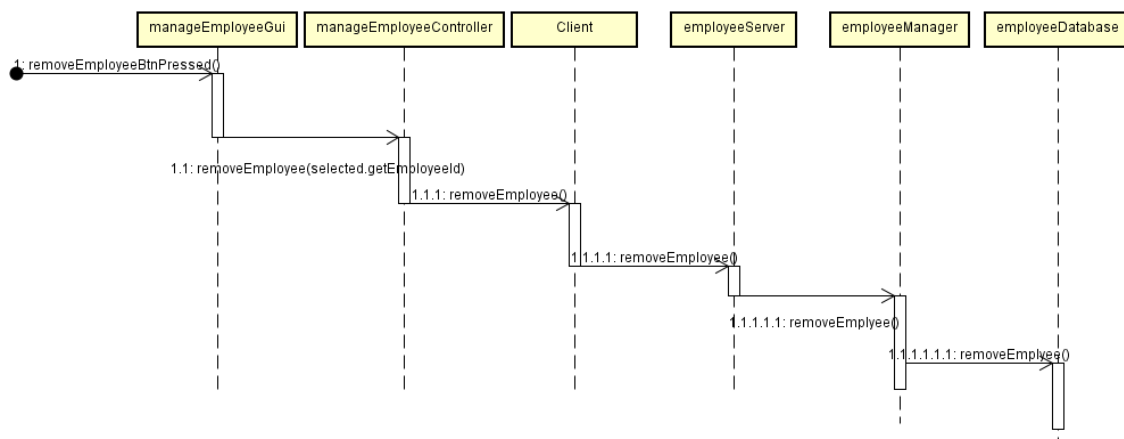 manageEmployeeGui
manageEmployeeController
Client
employeeServer
employeeManager
employeeDatabase
1: removeEmployeeBtnPressed()
1.1: removeEmployee(selected.getEmployeeId)
1.1.1: removeEmployee()
1.1.1.1: removeEmployee()
1.1.1.1.1: removeEmplyee()
1.1.1.1.1.1: removeEmplyee()